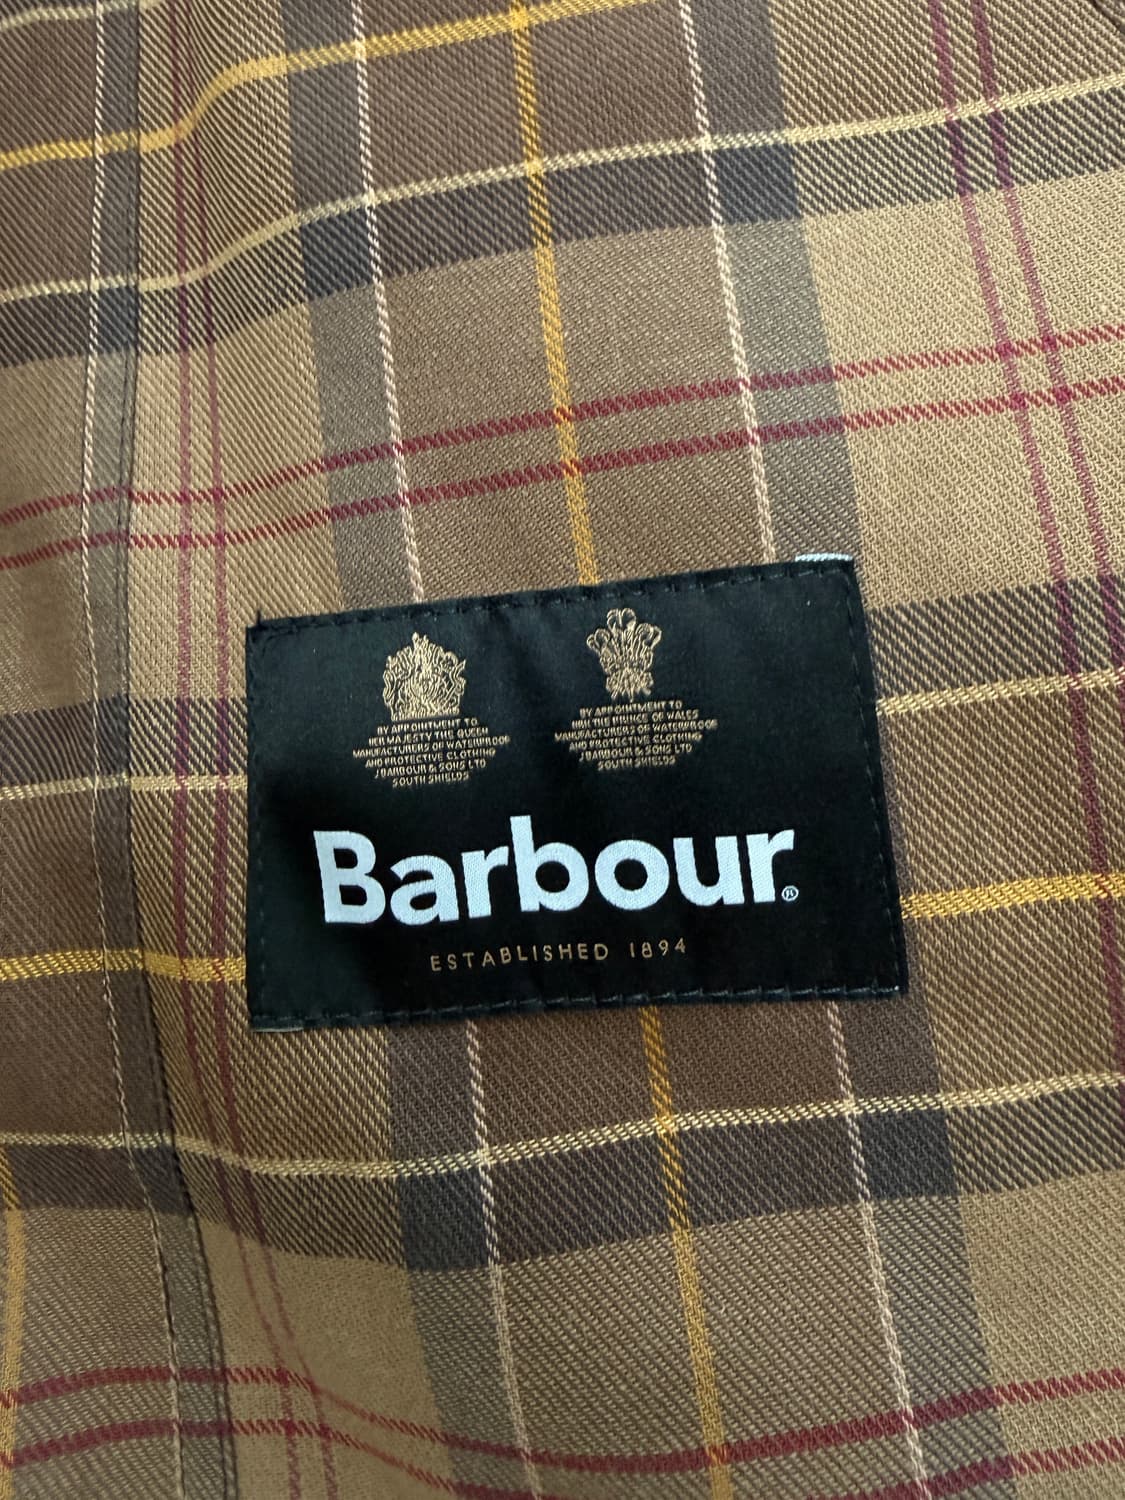 BY APPOINTMENT TO
HER MAJESTY THE QUEEN
MANUFACTURERS OF WATERPROOF
AND PROTECTIVE CLOTHING
J BARBOUR & SONS LTD
SOUTH SHIELDS
BY APPOINTMENT TO
HRH THE PRINCE OF WALES
MANUFACTURERS OF WATERPROOF
AND PROTECTIVE CLOTHING
J BARBOUR & SONS LTD
SOUTH SHIELDS
Barbour®
ESTABLISHED 1894